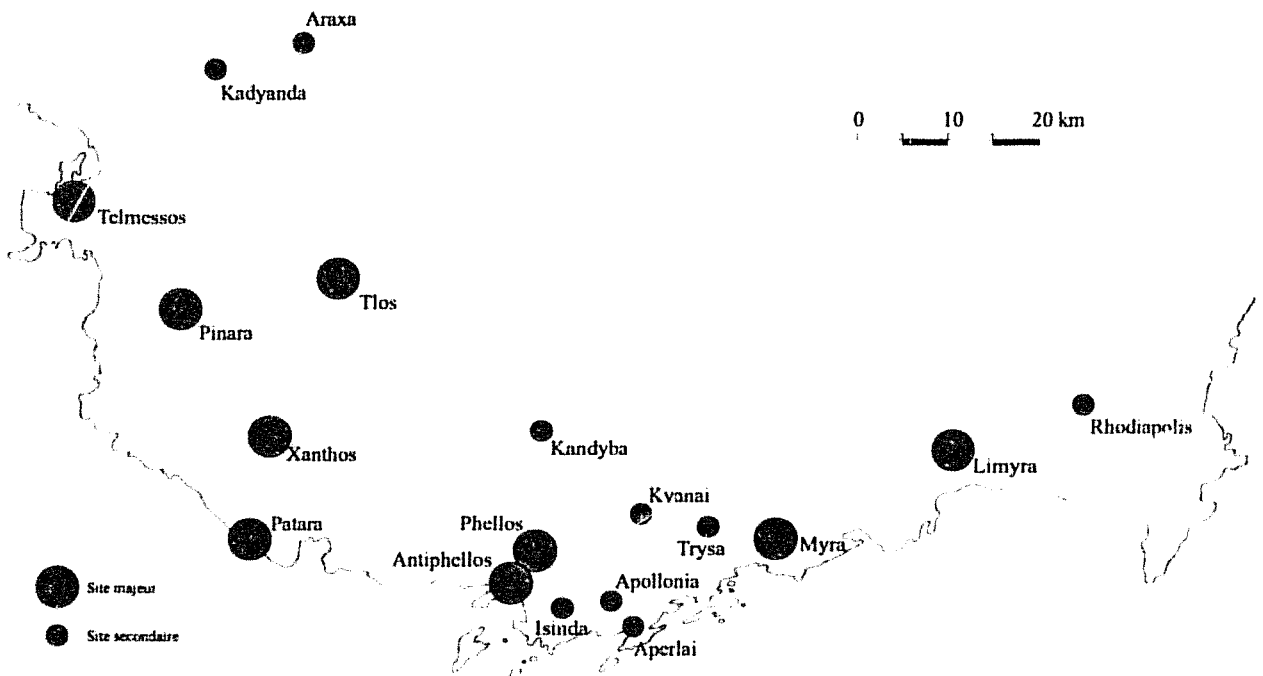 Araxa
Kadyanda
0 10 20 km
Telmessos
Tlos
Pinara
Rhodiapolis
Kandyba
Xanthos
Limyra
Kyanai
Phellos
Patara
Trysa
Myra
Antiphellos
Apollonia
Site majeur
Isinda
Site secondaire
Aperlai